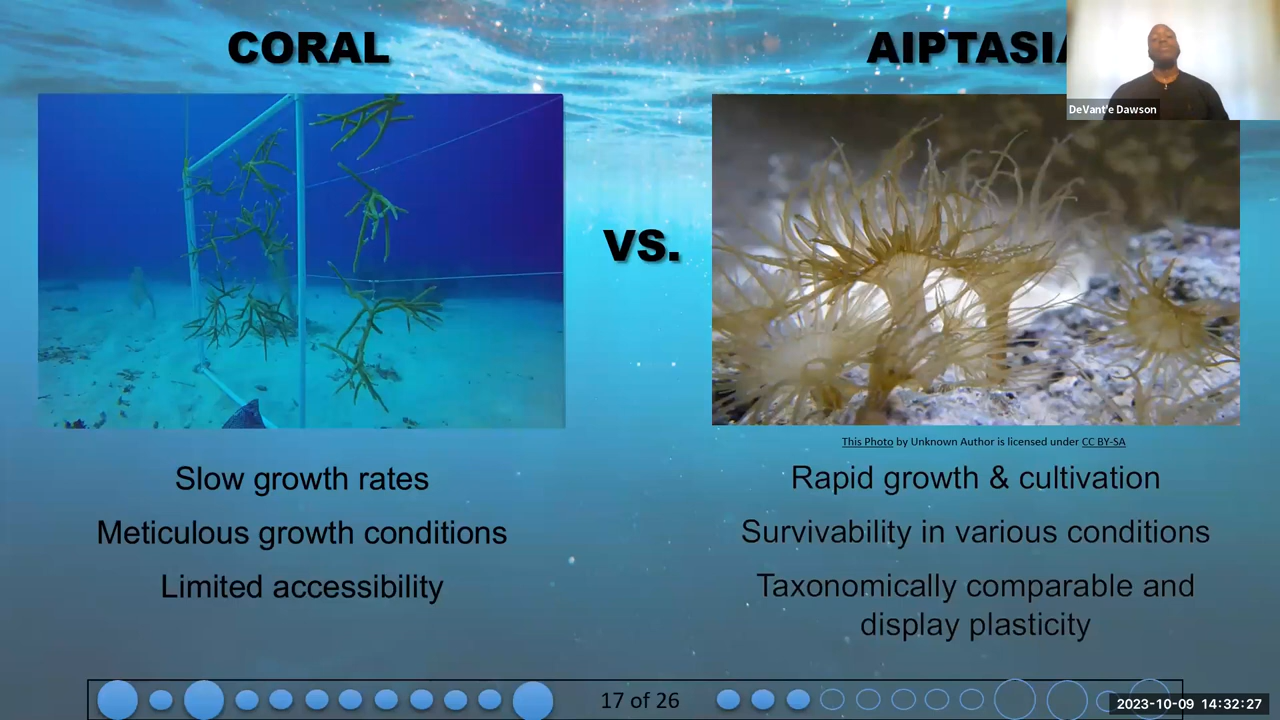 CORAL
AIPTASIA
DeVant'e Dawson
VS.
This Photo by Unknown Author is licensed under CC BY-SA
Slow growth rates
Meticulous growth conditions
Limited accessibility
Rapid growth & cultivation
Survivability in various conditions
Taxonomically comparable and
display plasticity
17 of 26
2023-10-09 14:32:27